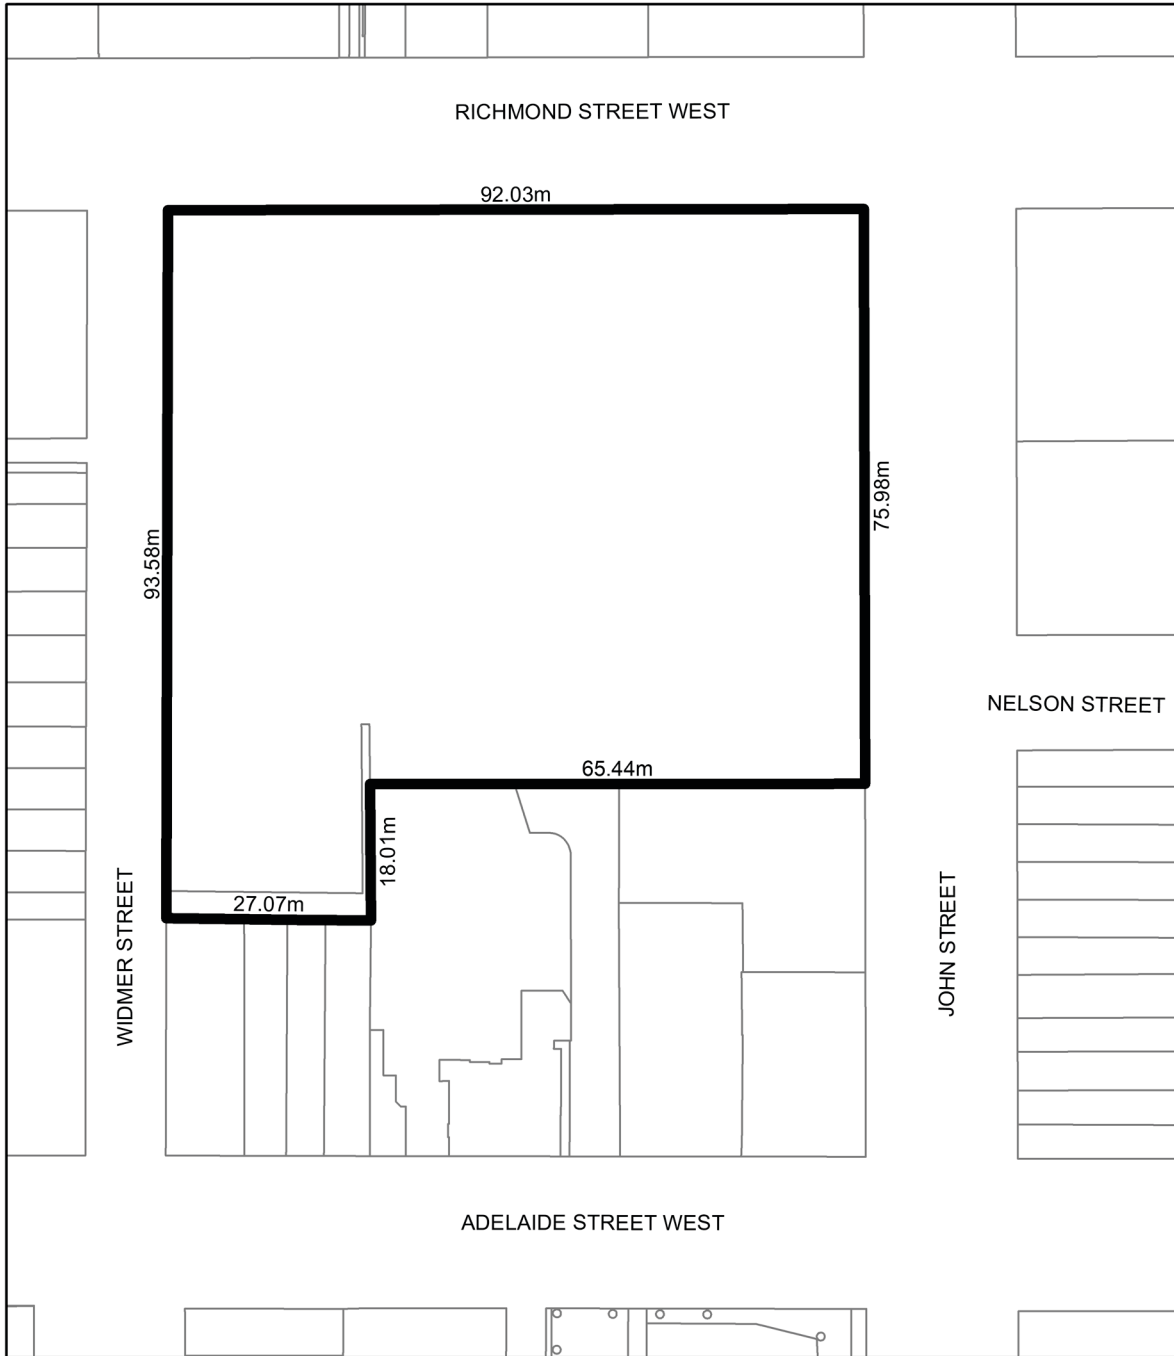 RICHMOND STREET WEST
92.03m
75.98m
93.58m
NELSON STREET
65.44m
18.01m
27.07m
WIDMER STREET
JOHN STREET
ADELAIDE STREET WEST